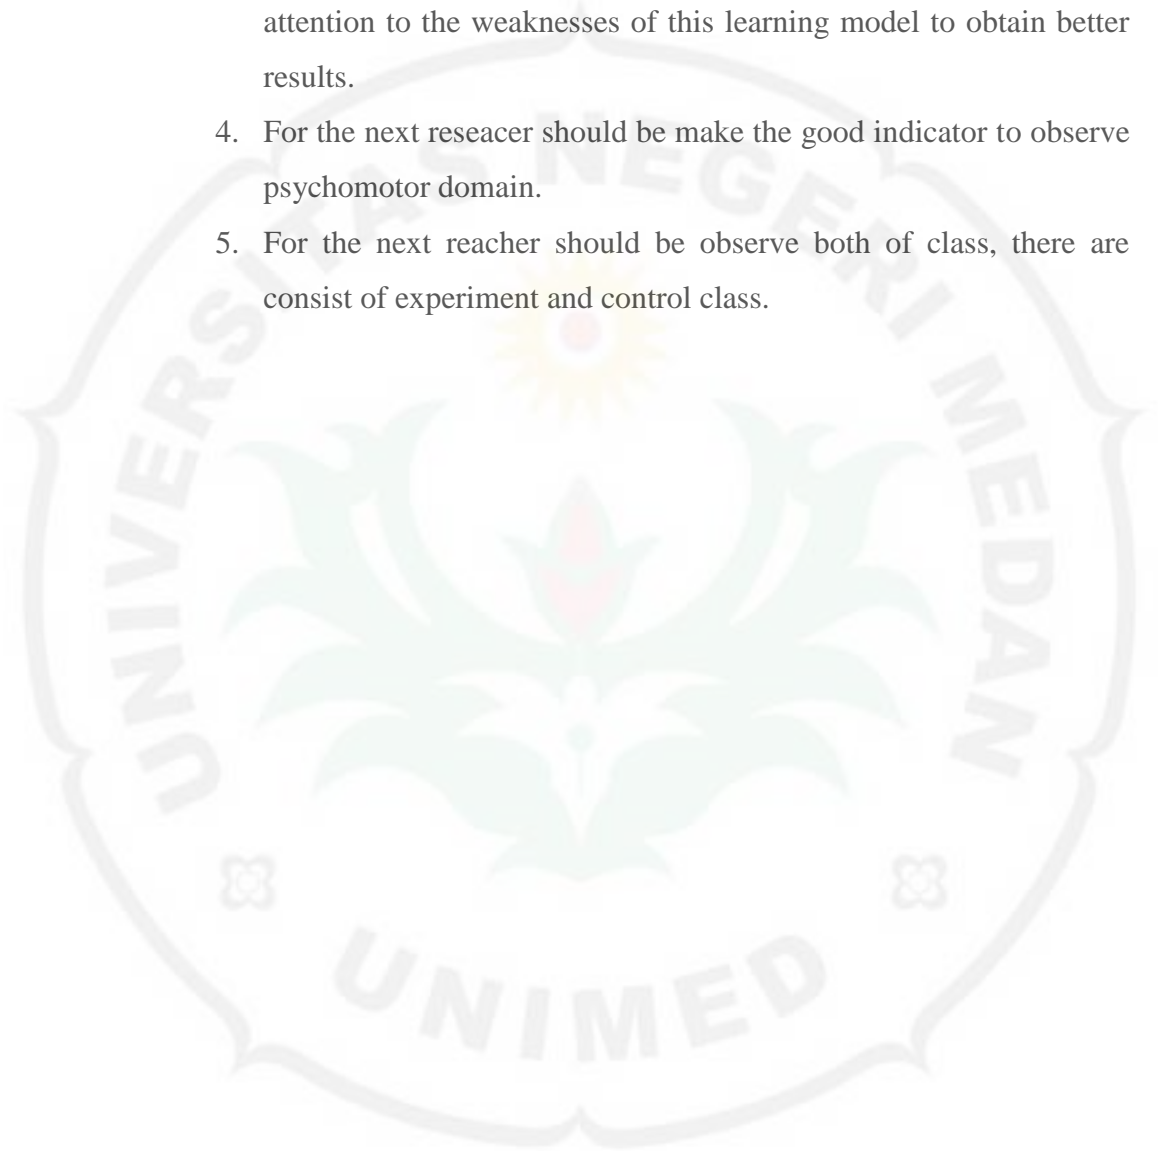 attention to the weaknesses of this learning model to obtain better
results.
4. For the next reseacer should be make the good indicator to observe
psychomotor domain.
5. For the next reacher should be observe both of class, there are
consist of experiment and control class.
UNIVERSITAS NEGERI MEDAN
UNIMED